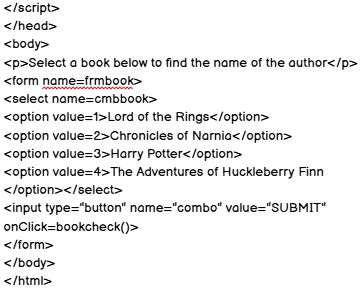 </script>
</head>
<body>
<p>Select a book below to find the name of the author</p>
<form name=frmbook>
<select name=cmbbook>
<option value=1>Lord of the Rings</option>
<option value=2>Chronicles of Narnia</option>
<option value=3>Harry Potter</option>
<option value=4>The Adventures of Huckleberry Finn
</option></select>
<input type="button" name="combo" value="SUBMIT"
onClick=bookcheck()>
</form>
</body>
</html>